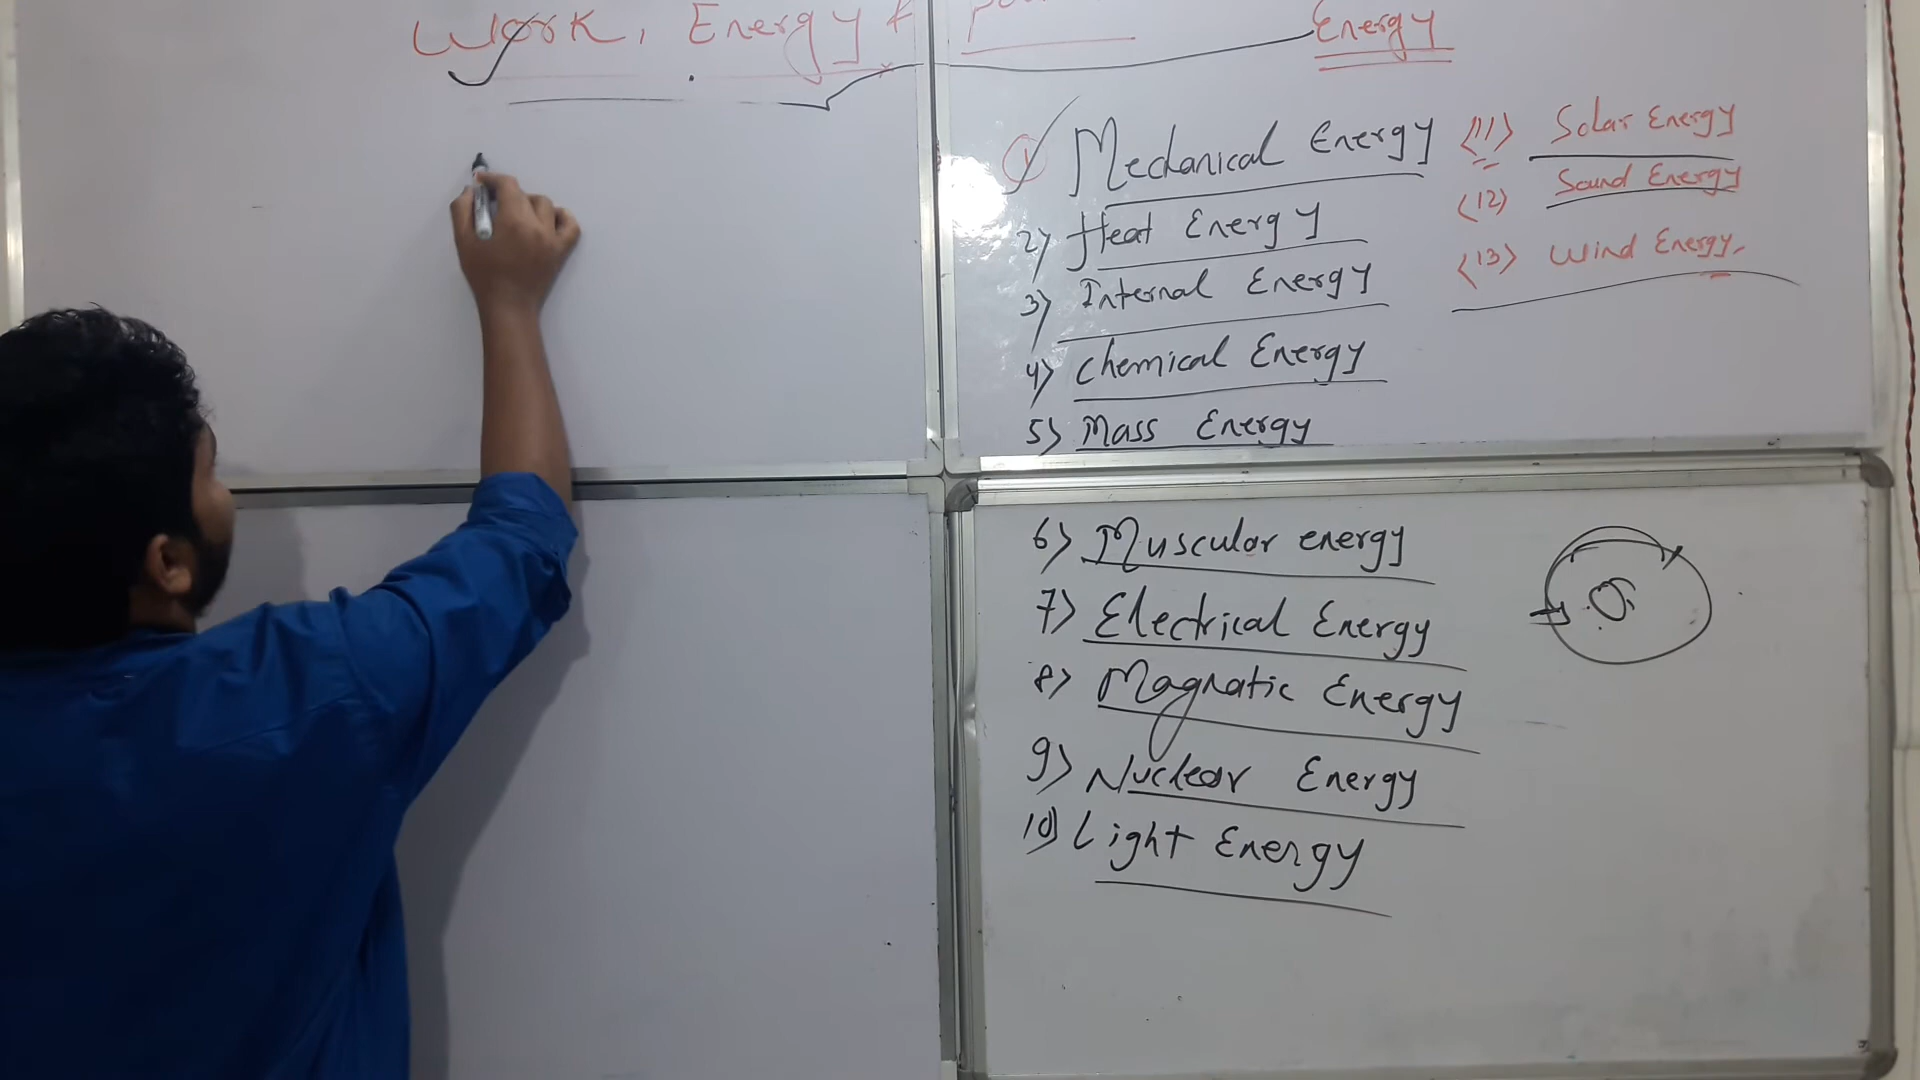 Work, Energy &
Energy
1 Mechanical Energy
2) Heat Energy
3) Internal Energy
4) Chemical Energy
5) Mass Energy
6) Muscular energy
7) Electrical Energy
8) Magnatic Energy
9) Nuclear Energy
10) Light Energy
<11> Solar Energy
<12> Sound Energy
<13> Wind Energy.